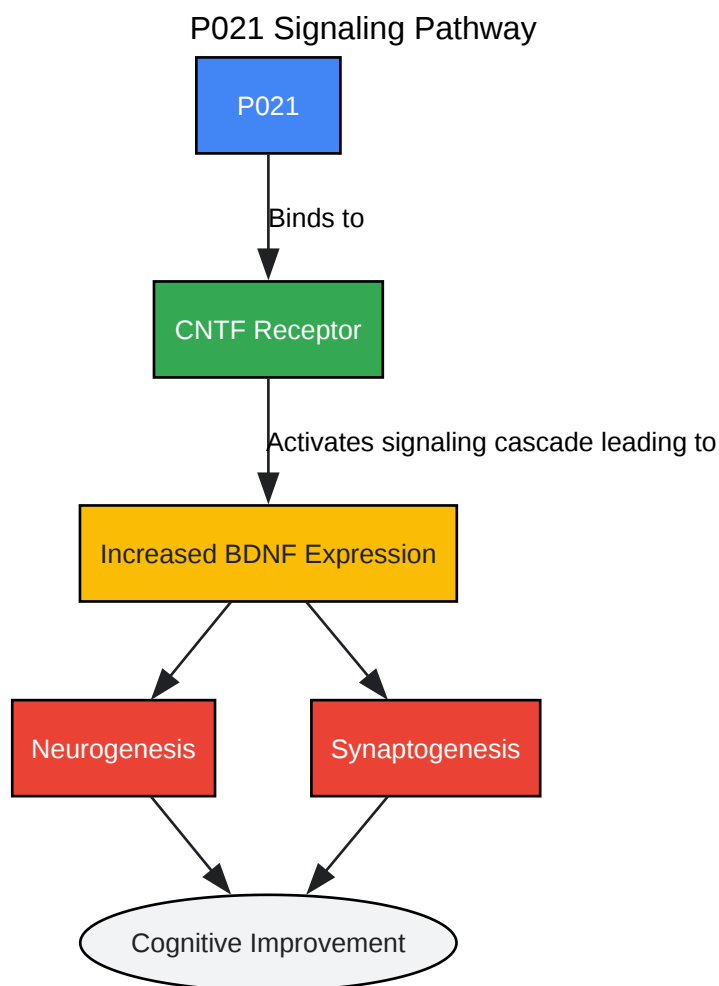 P021 Signaling Pathway
P021
Binds to
CNTF Receptor
Activates signaling cascade leading to
Increased BDNF Expression
Neurogenesis
Synaptogenesis
Cognitive Improvement